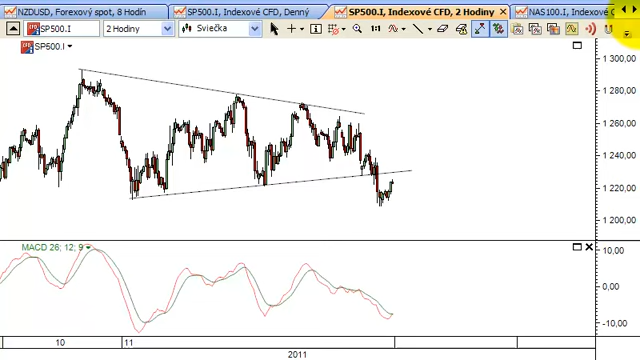 NZDUSD, Forexový spot, 8 Hodín
SP500.I, Indexové CFD, Denný
SP500.I, Indexové CFD, 2 Hodiny
NAS100.I, Indexové C
SP500.I
2 Hodiny
Sviečka
1:1
SP500.I
1 300.00
1 280.00
1 260.00
1 240.00
1 220.00
1 200.00
MACD 26; 12; 9
10.00
0.00
-10.00
10
11
2011